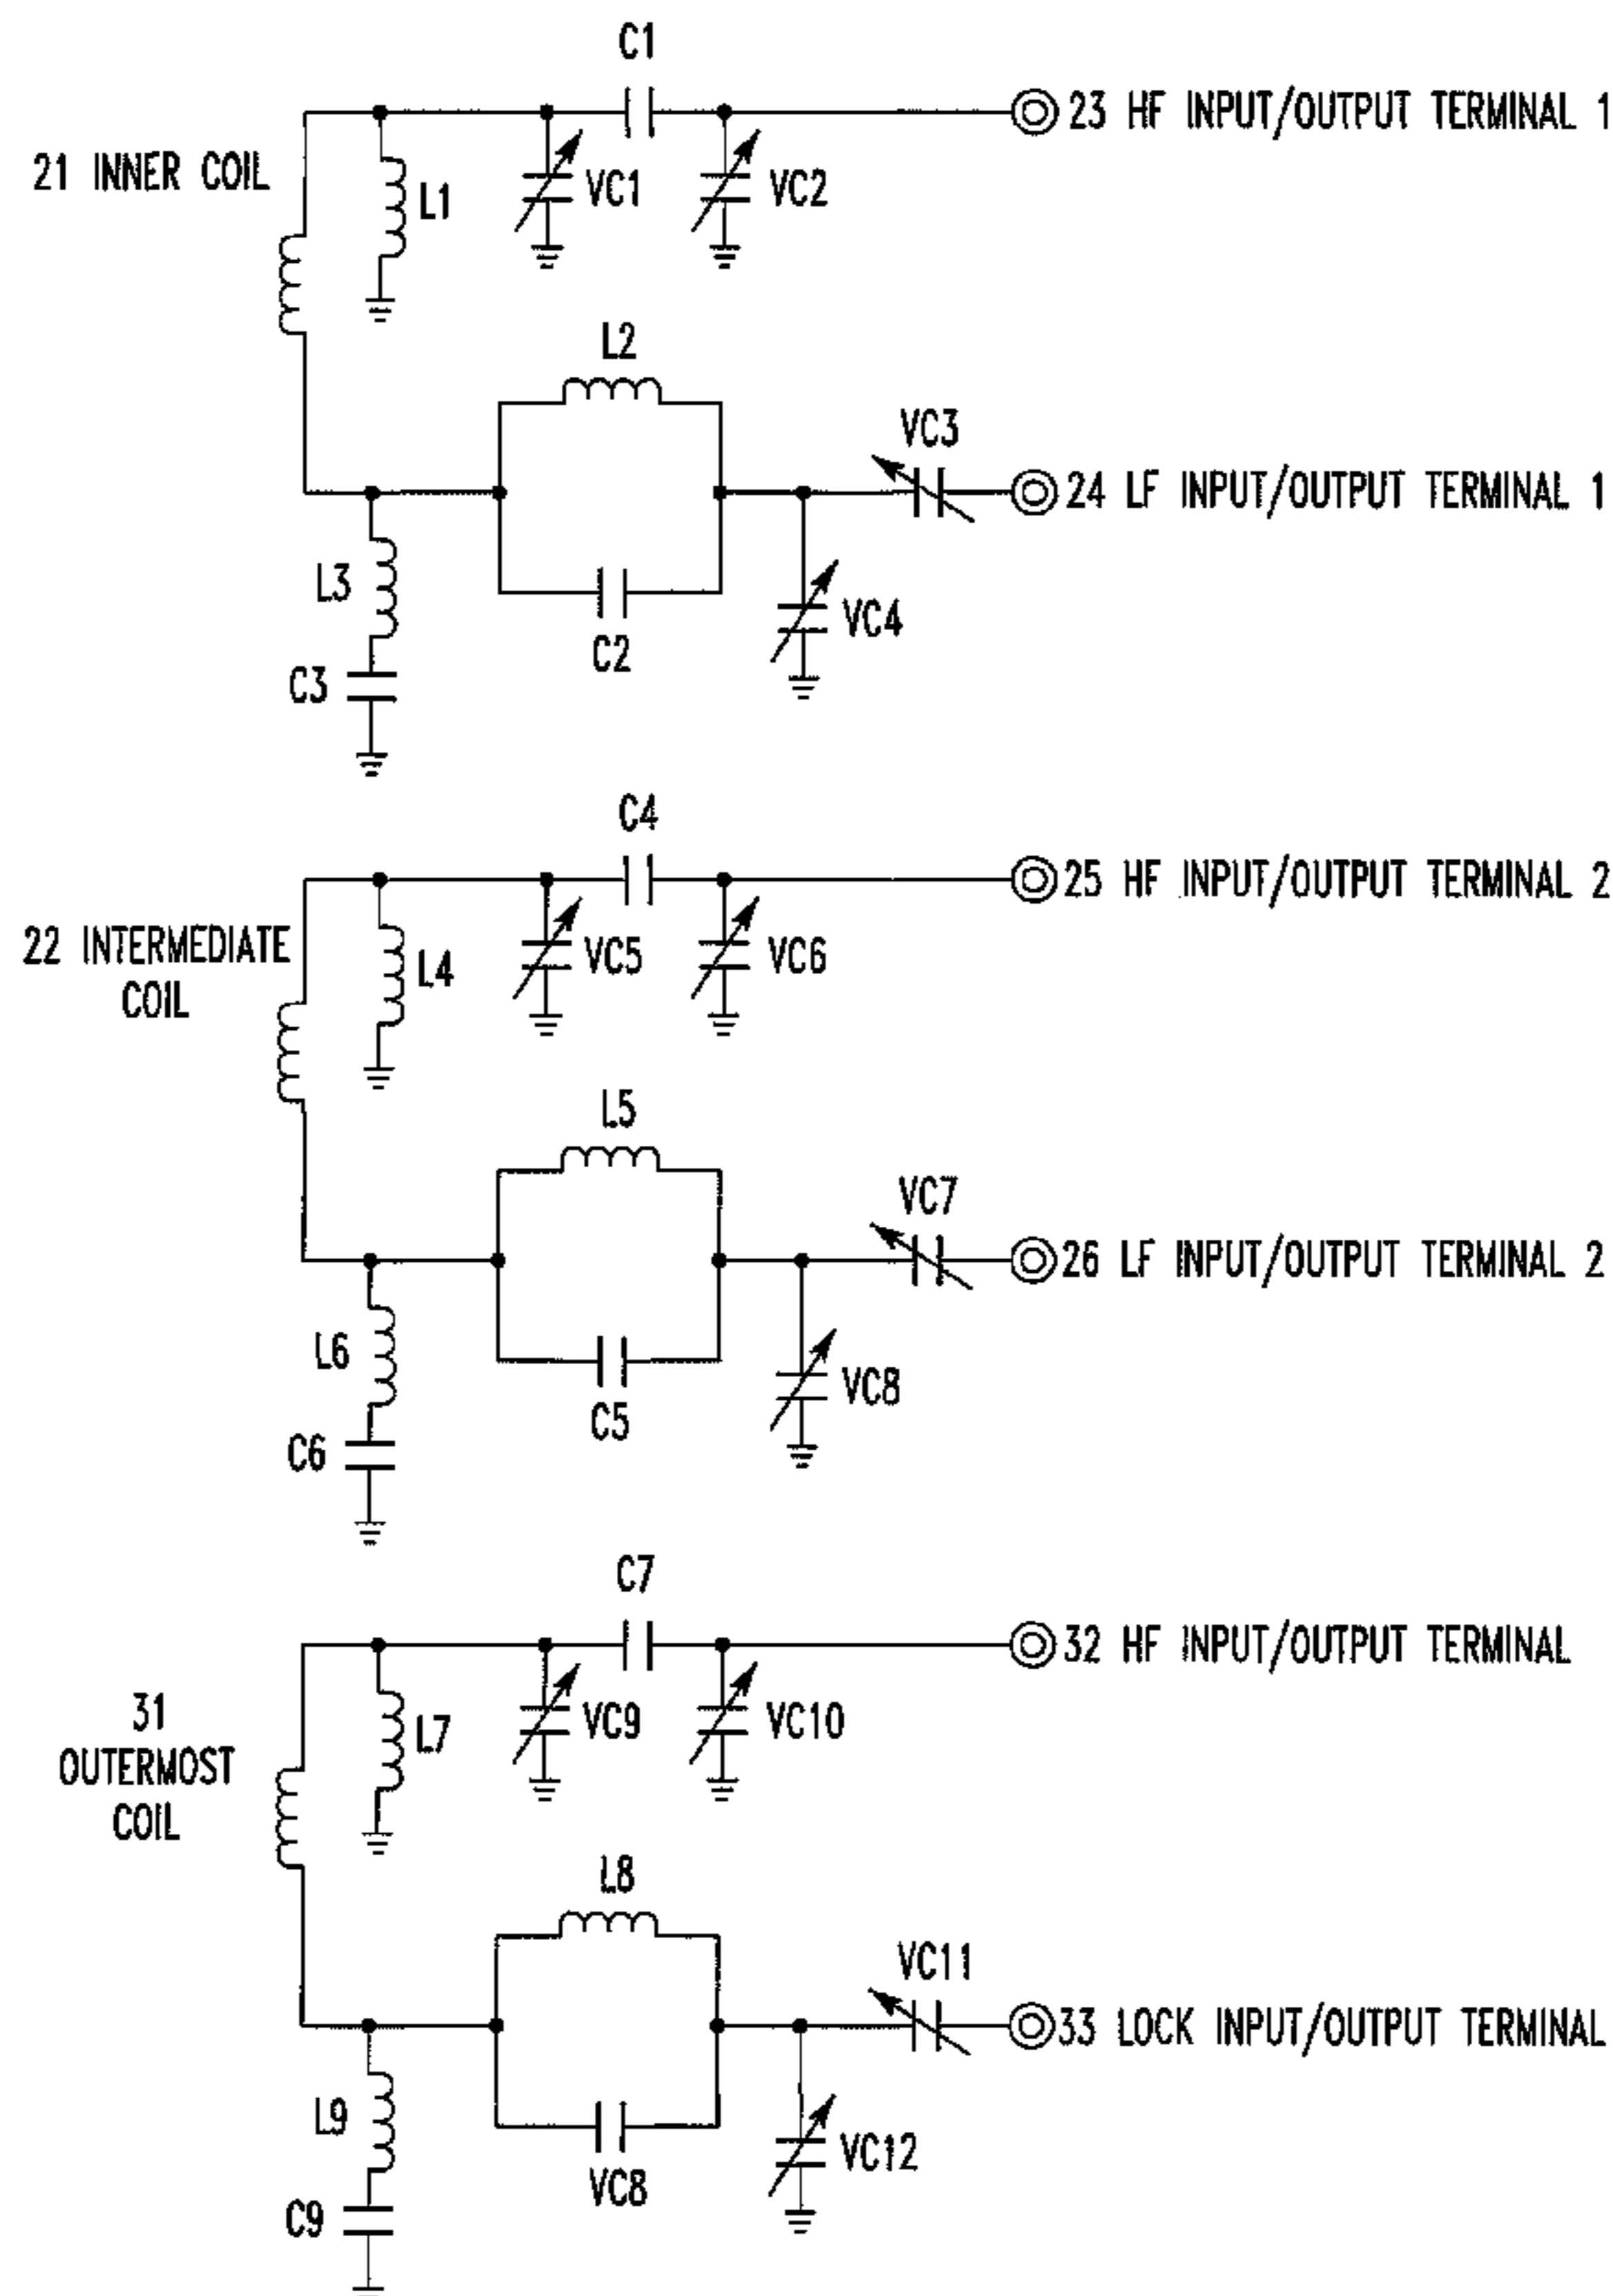 C1
23 HF INPUT/OUTPUT TERMINAL 1
21 INNER COIL
L1
VC1
VC2
L2
VC3
24 LF INPUT/OUTPUT TERMINAL 1
L3
C2
VC4
C3
C4
25 HF INPUT/OUTPUT TERMINAL 2
22 INTERMEDIATE
COIL
L4
VC5
VC6
L5
VC7
26 LF INPUT/OUTPUT TERMINAL 2
L6
C5
VC8
C6
C7
32 HF INPUT/OUTPUT TERMINAL
31
OUTERMOST
COIL
L7
VC9
VC10
L8
VC11
33 LOCK INPUT/OUTPUT TERMINAL
L9
VC8
VC12
C9